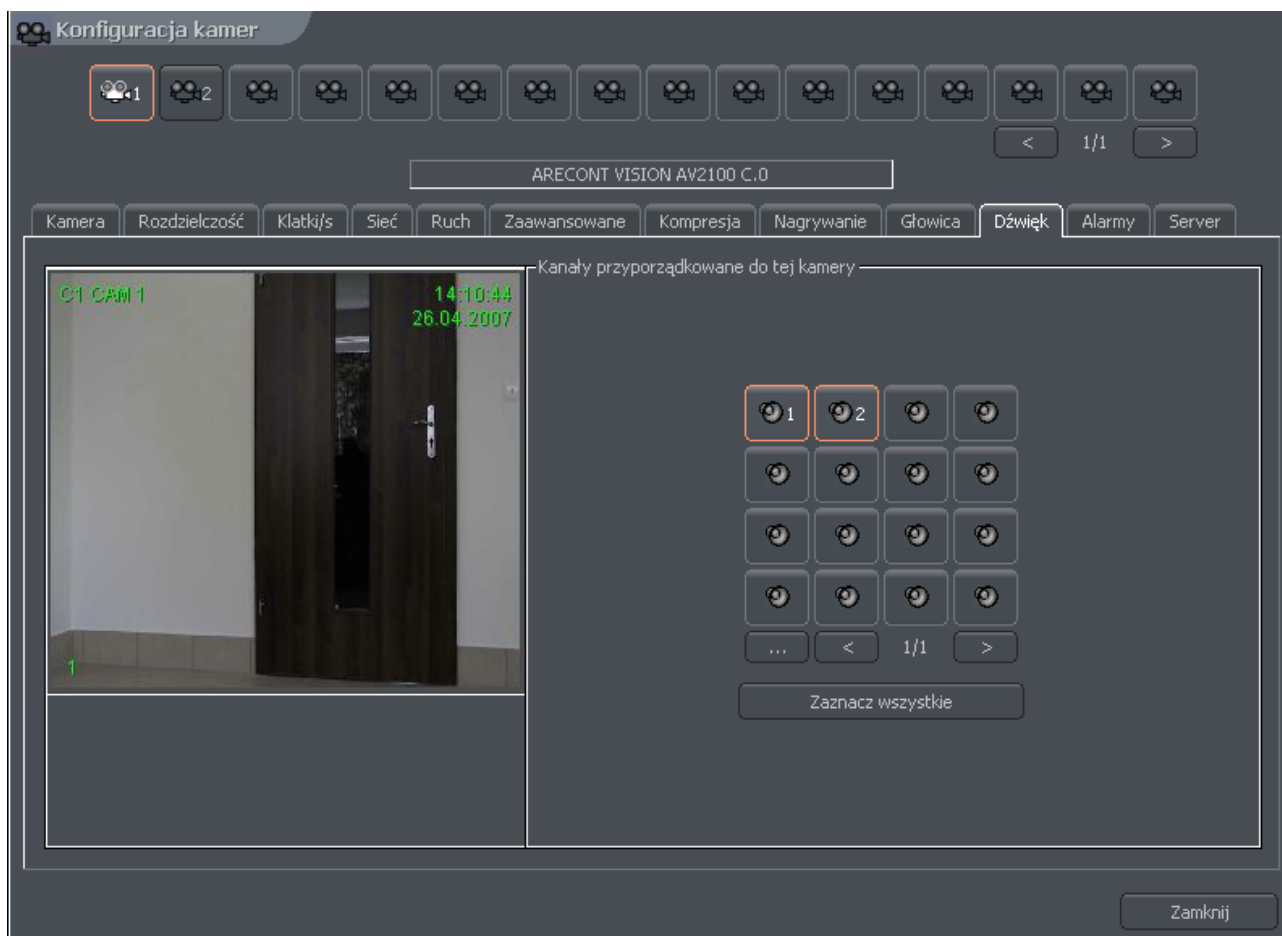 Konfiguracja kamer
1 2
< 1/1 >
ARECONT VISION AV2100 C.0
Kamera Rozdzielczość Klatki/s Sieć Ruch Zaawansowane Kompresja Nagrywanie Głowica Dźwięk Alarmy Server
Kanały przyporządkowane do tej kamery
C1 CAM 1 14:10:44
26.04.2007
1 2
1
... < 1/1 >
Zaznacz wszystkie
Zamknij